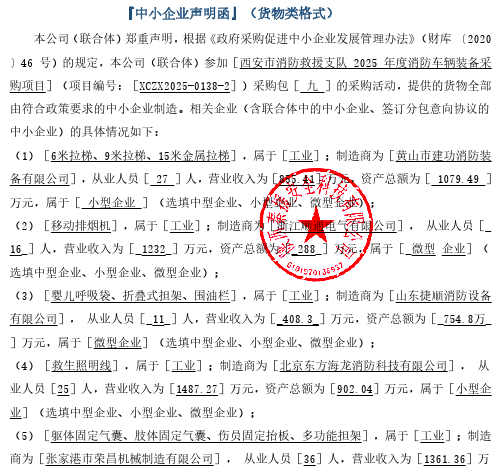 『中小企业声明函』（货物类格式）
本公司（联合体）郑重声明，根据《政府采购促进中小企业发展管理办法》（财库〔2020
〕46 号）的规定，本公司（联合体）参加［西安市消防救援支队 2025 年度消防车辆装备采
购项目］（项目编号：［XCZX2025-0138-2］）采购包［ 九 ］的采购活动，提供的货物全部
由符合政策要求的中小企业制造。相关企业（含联合体中的中小企业、签订分包意向协议的
中小企业）的具体情况如下：
（1）［6米拉梯、9米拉梯、15米金属拉梯］，属于［工业］；制造商为［黄山市建功消防装
备有限公司］，从业人员［ 27 ］人，营业收入为［855.41］万元，资产总额为［ 1079.49 ］
万元，属于［ 小型企业 ］（选填中型企业、小型企业、微型企业）；
（2）［移动排烟机］，属于［工业］；制造商为［浙江顺迪电气有限公司］， 从业人员［_
16_］人，营业收入为［_1232_］万元，资产总额为［_288_］万元，属于［ 微型 企业］（
选填中型企业、小型企业、微型企业）；
（3）［婴儿呼吸袋、折叠式担架、围油栏］，属于［工业］；制造商为［山东捷顺消防设备
有限公司］， 从业人员［_11_］人，营业收入为［_408.3_］万元，资产总额为［_754.8万_
］万元，属于［微型企业］（选填中型企业、小型企业、微型企业）；
（4）［救生照明线］，属于［工业］；制造商为［北京东方海龙消防科技有限公司］， 从
业人员［25］人，营业收入为［1487.27］万元，资产总额为［902.04］万元，属于［小型企
业］（选填中型企业、小型企业、微型企业）；
（5）［躯体固定气囊、肢体固定气囊、伤员固定抬板、多功能担架］，属于［工业］；制造
商为［张家港市荣昌机械制造有限公司］， 从业人员［36］人，营业收入为［1361.36］万